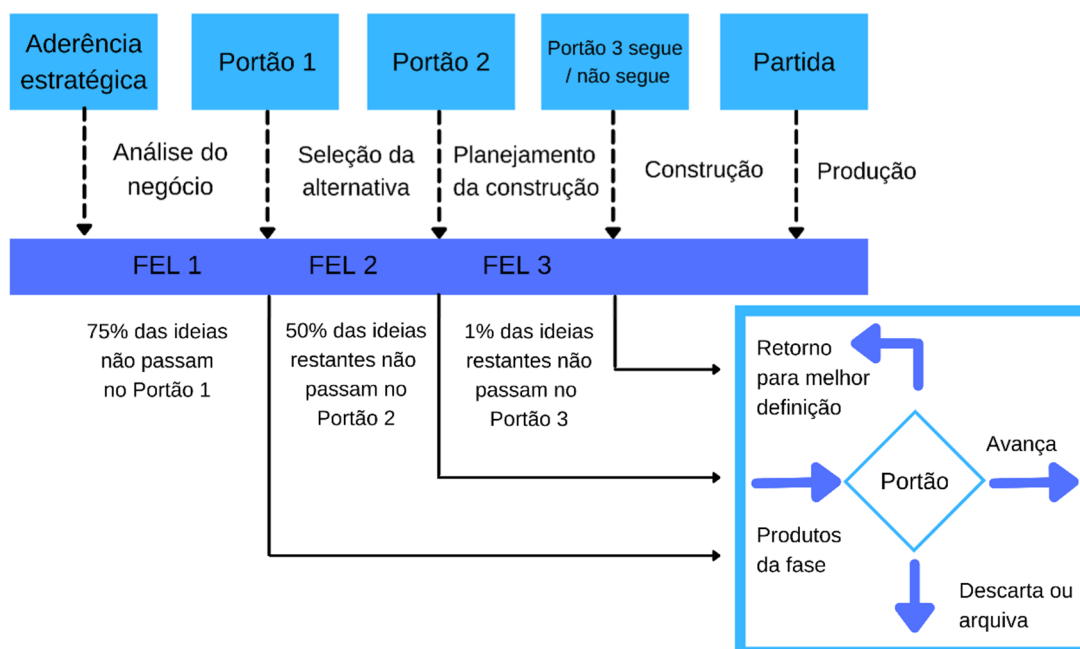 Aderência
estratégica
Portão 1
Portão 2
Portão 3 segue
/ não segue
Partida
Análise do
negócio
Seleção da
alternativa
Planejamento
da construção
Construção
Produção
FEL 1
FEL 2
FEL 3
75% das ideias
não passam
no Portão 1
50% das ideias
restantes não
passam no
Portão 2
1% das ideias
restantes não
passam no
Portão 3
Retorno
para melhor
definição
Portão
Avança
Produtos
da fase
Descarta ou
arquiva